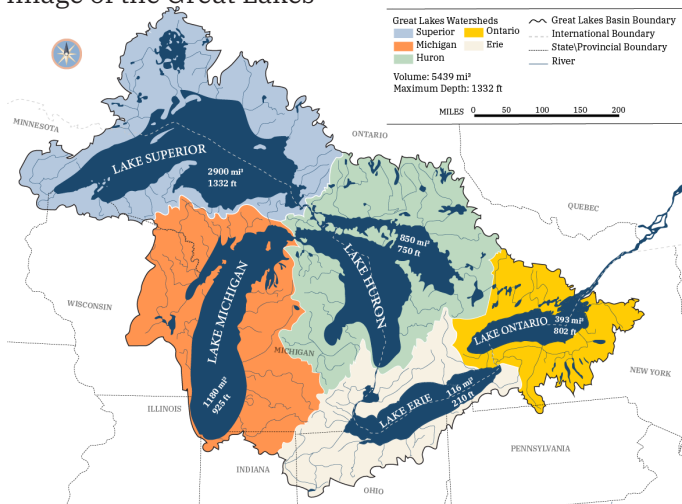 Image of the Great Lakes
Great Lakes Watersheds
Superior
Ontario
Michigan
Erie
Huron
Great Lakes Basin Boundary
International Boundary
State\Provincial Boundary
River
Volume: 5439 mi³
Maximum Depth: 1332 ft
MILES 0 50 100 150 200
MINNESOTA
ONTARIO
LAKE SUPERIOR
2900 mi³
1332 ft
QUEBEC
850 mi³
750 ft
LAKE HURON
LAKE MICHIGAN
WISCONSIN
393 mi³
LAKE ONTARIO
802 ft
MICHIGAN
NEW YORK
1180 mi³
925 ft
116 mi³
210 ft
LAKE ERIE
ILLINOIS
PENNSYLVANIA
INDIANA
OHIO